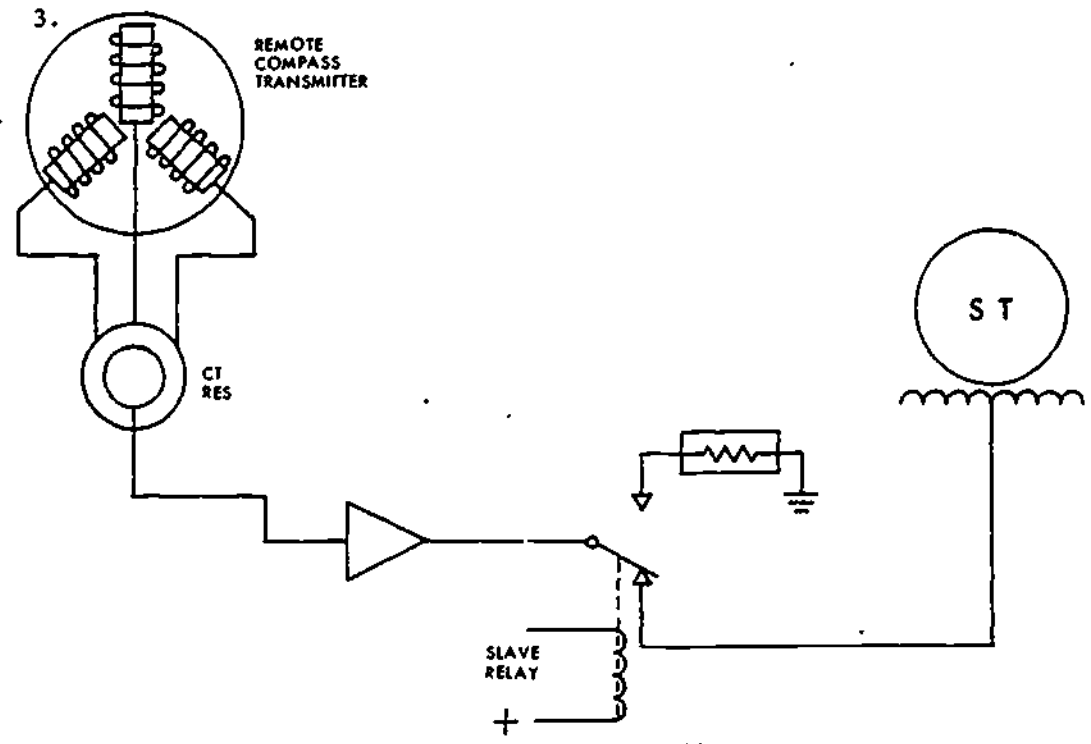 3.
REMOTE
COMPASS
TRANSMITTER
S T
CT
RES
SLAVE
RELAY
+